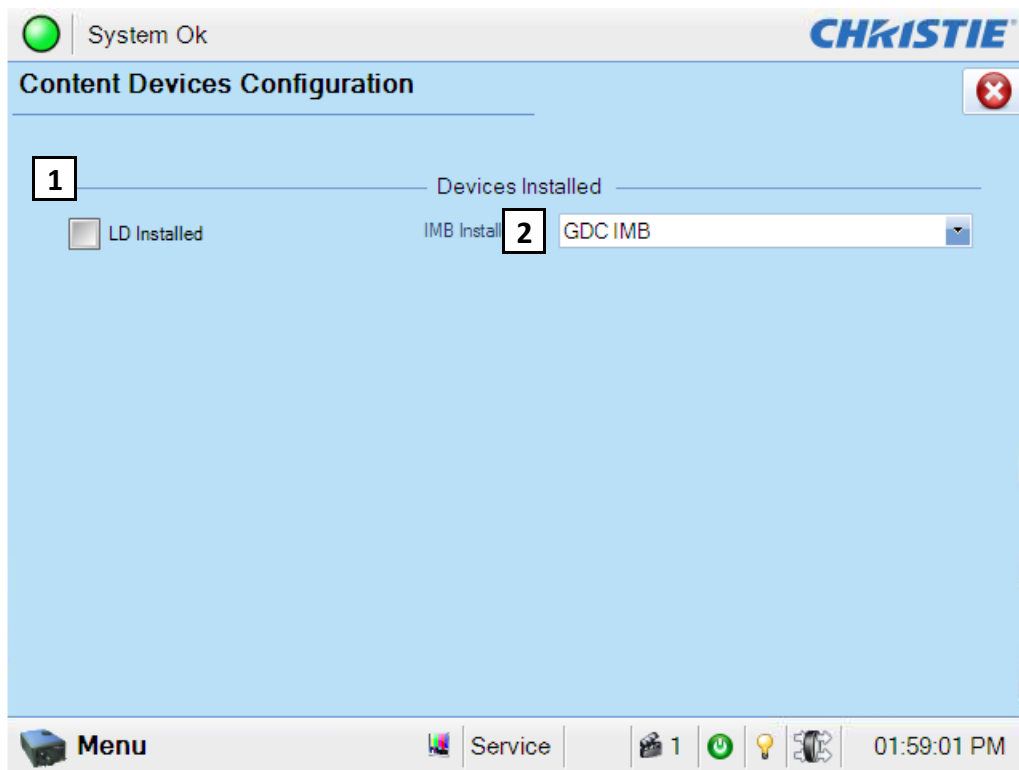 System Ok
CHRISTIE
Content Devices Configuration
1
Devices Installed
LD Installed
IMB Install
2
GDC IMB
Menu
Service
1
01:59:01 PM